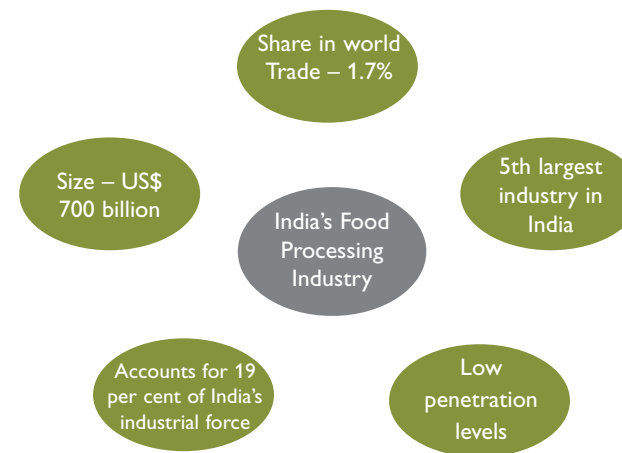 Share in world
Trade – 1.7%
Size – US$
700 billion
5th largest
industry in
India
India’s Food
Processing
Industry
Accounts for 19
per cent of India’s
industrial force
Low
penetration
levels